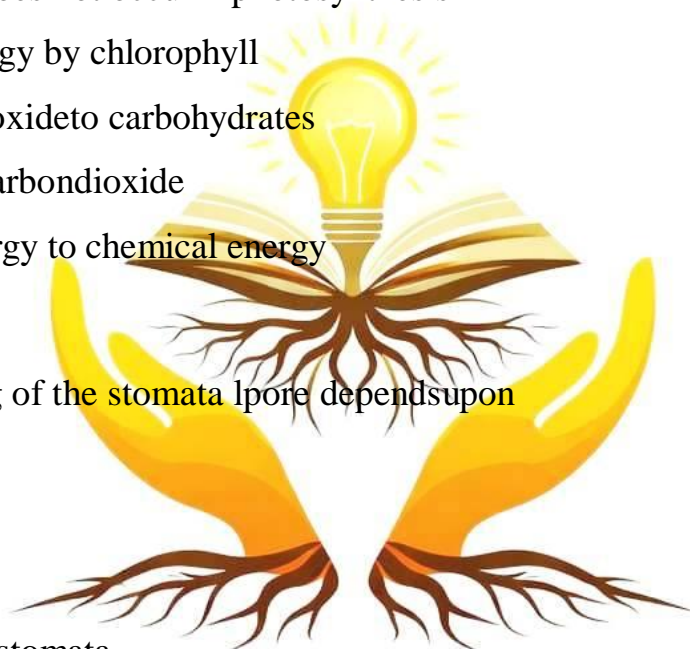 gy by chlorophyll
oxideto carbohydrates
arbondioxide
rgy to chemical energy
of the stomata lpore dependsupon